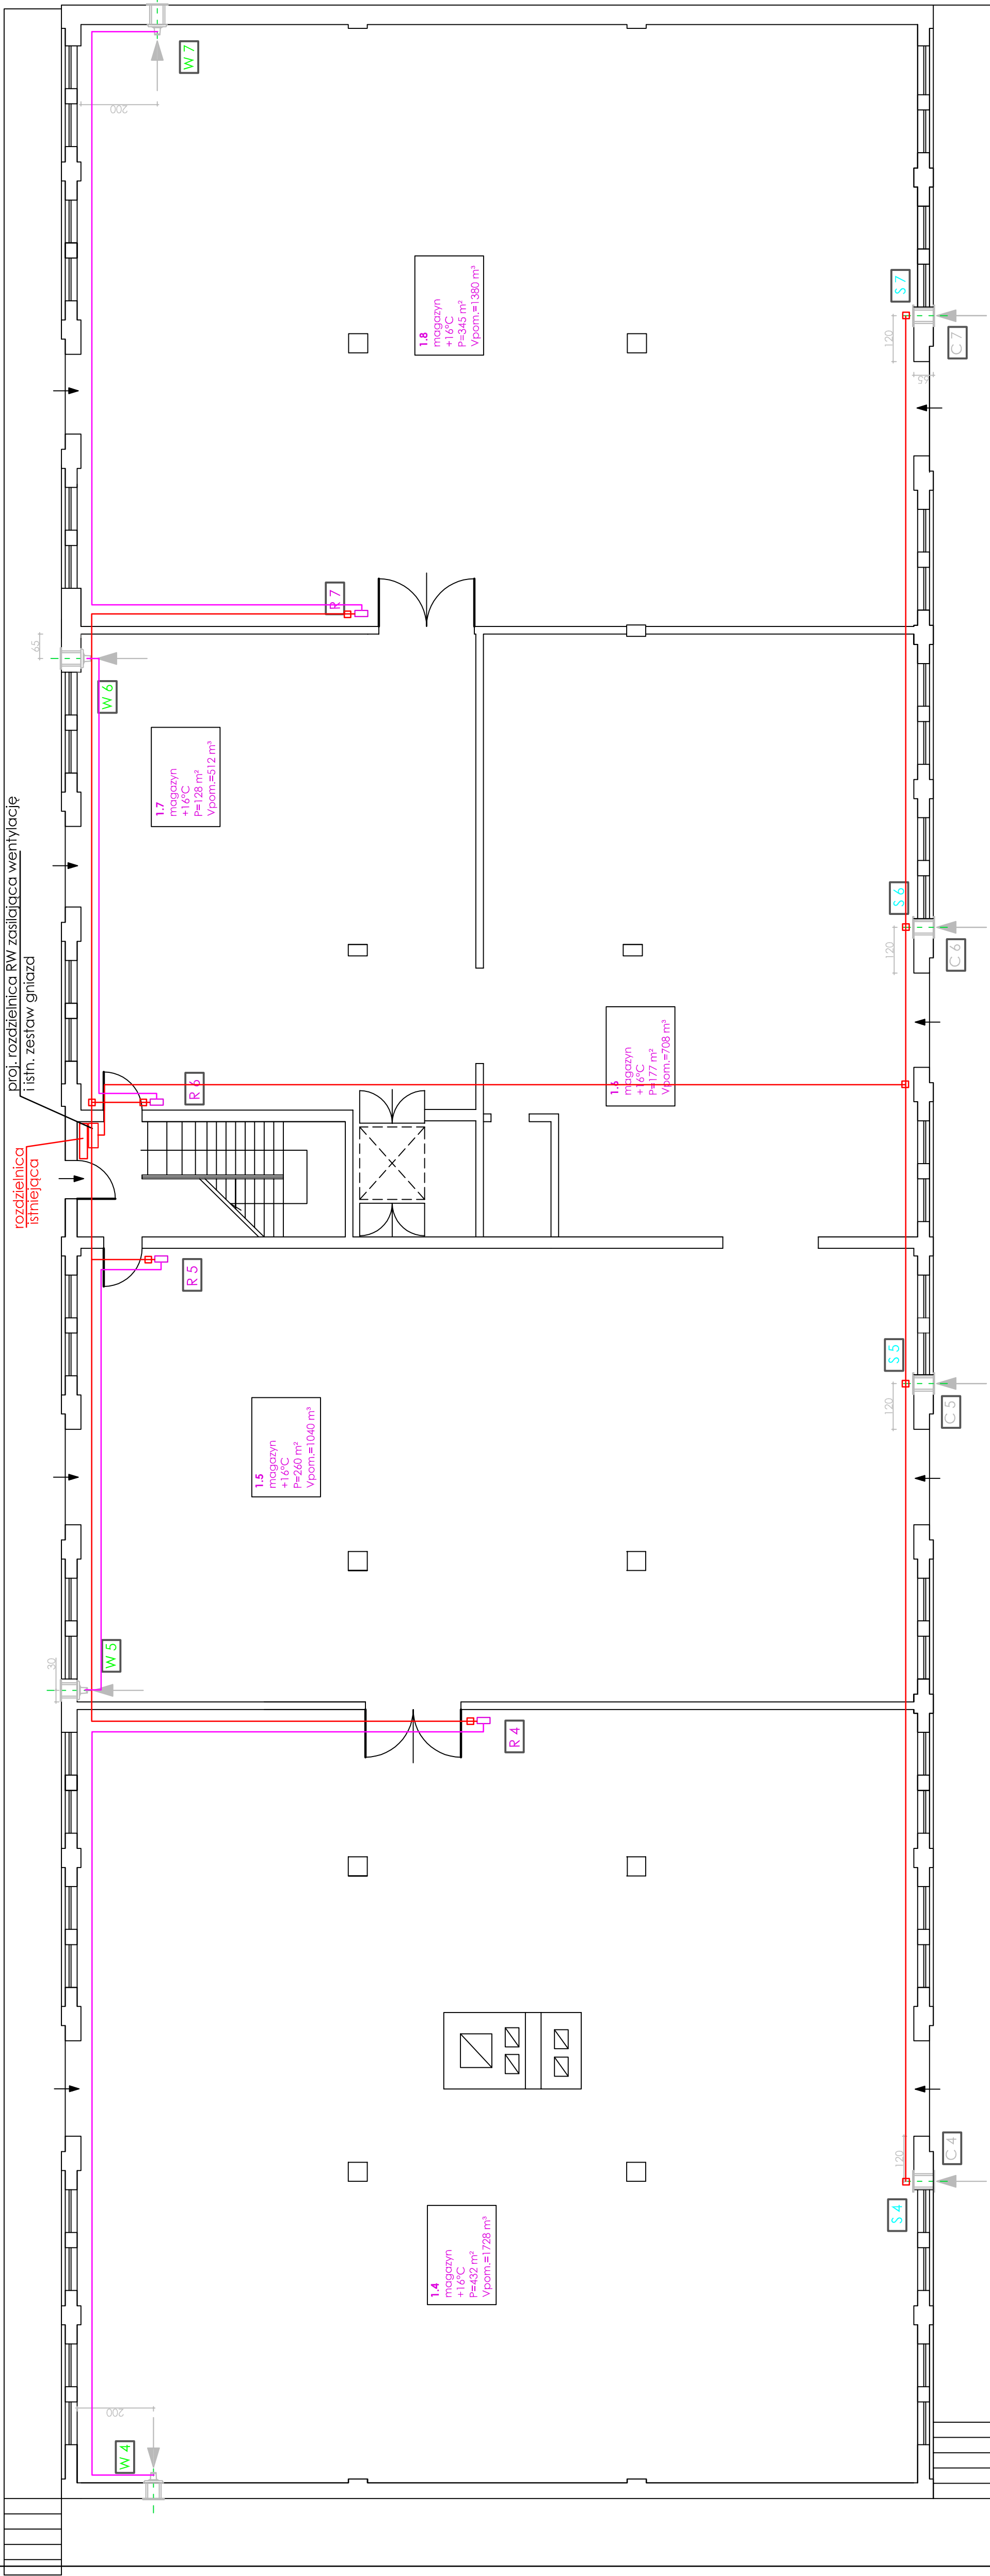 W 7
200
1.8
magazyn
+16°C
P=345 m²
Vpom.=1380 m³
S 7
120
C 7
65
R 7
65
W 6
1.7
magazyn
+16°C
P=128 m²
Vpom.=512 m³
proj. rozdzielnica RW zasilająca wentylację
i istn. zestaw gniazd
S 6
120
C 6
R 6
1.6
magazyn
+16°C
P=177 m²
Vpom.=708 m³
rozdzielnica
istniejąca
R 5
S 5
120
C 5
1.5
magazyn
+16°C
P=260 m²
Vpom.=1040 m³
30
W 5
R 4
C 4
120
S 4
1.4
magazyn
+16°C
P=432 m²
Vpom.=1728 m³
200
W 4